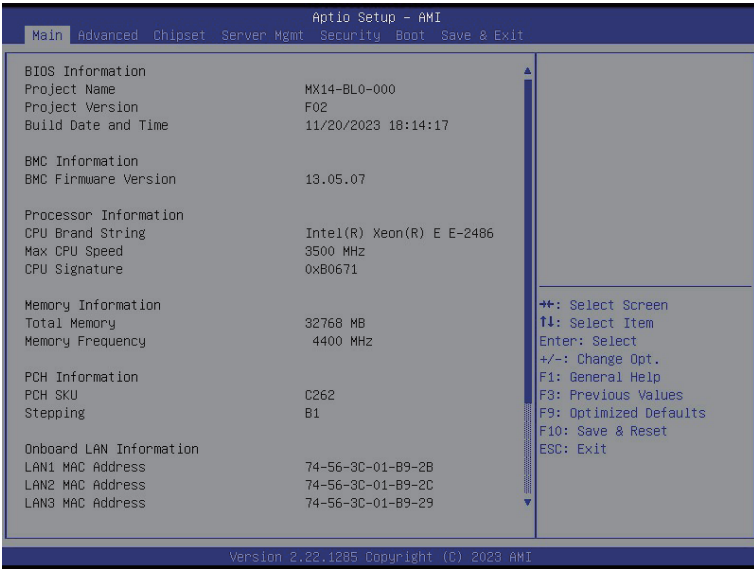 Aptio Setup – AMI
Main Advanced Chipset Server Mgmt Security Boot Save & Exit
BIOS Information
Project Name MX14-BL0-000
Project Version F02
Build Date and Time 11/20/2023 18:14:17
BMC Information
BMC Firmware Version 13.05.07
Processor Information
CPU Brand String Intel(R) Xeon(R) E E-2486
Max CPU Speed 3500 MHz
CPU Signature 0xB0671
Memory Information
Total Memory 32768 MB
Memory Frequency 4400 MHz
PCH Information
PCH SKU C262
Stepping B1
Onboard LAN Information
LAN1 MAC Address 74-56-3C-01-B9-2B
LAN2 MAC Address 74-56-3C-01-B9-2C
LAN3 MAC Address 74-56-3C-01-B9-29
→←: Select Screen
↑↓: Select Item
Enter: Select
+/-: Change Opt.
F1: General Help
F3: Previous Values
F9: Optimized Defaults
F10: Save & Reset
ESC: Exit
Version 2.22.1285 Copyright (C) 2023 AMI